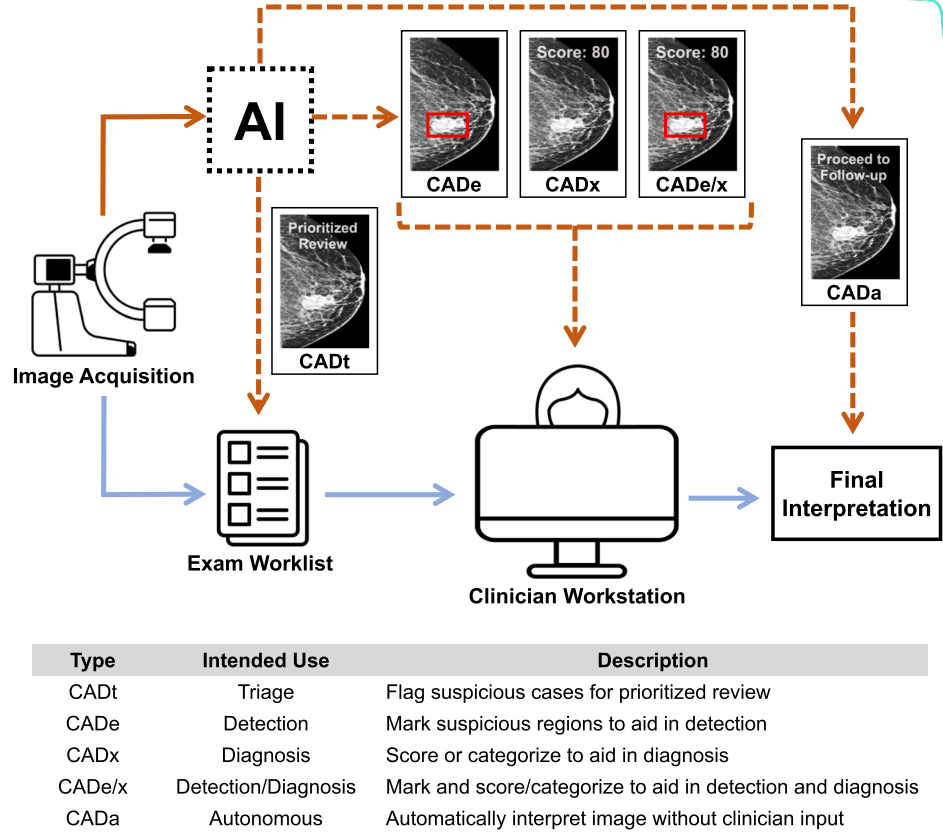 AI
Score: 80
Score: 80
CADe
CADx
CADe/x
Proceed to
Follow-up
CADa
Prioritized
Review
CADt
Image Acquisition
Exam Worklist
Clinician Workstation
Final
Interpretation
Type Intended Use Description
CADt Triage Flag suspicious cases for prioritized review
CADe Detection Mark suspicious regions to aid in detection
CADx Diagnosis Score or categorize to aid in diagnosis
CADe/x Detection/Diagnosis Mark and score/categorize to aid in detection and diagnosis
CADa Autonomous Automatically interpret image without clinician input